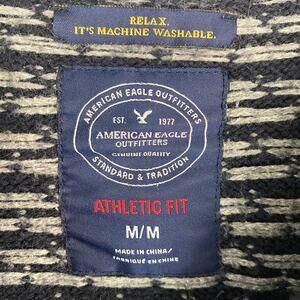 RELAX.
IT'S MACHINE WASHABLE.
AMERICAN EAGLE OUTFITTERS
EST. 1977
AMERICAN EAGLE
OUTFITTERS
GENUINE QUALITY
STANDARD & TRADITION
ATHLETIC FIT
M/M
MADE IN CHINA/
FABRIQUÉ EN CHINE